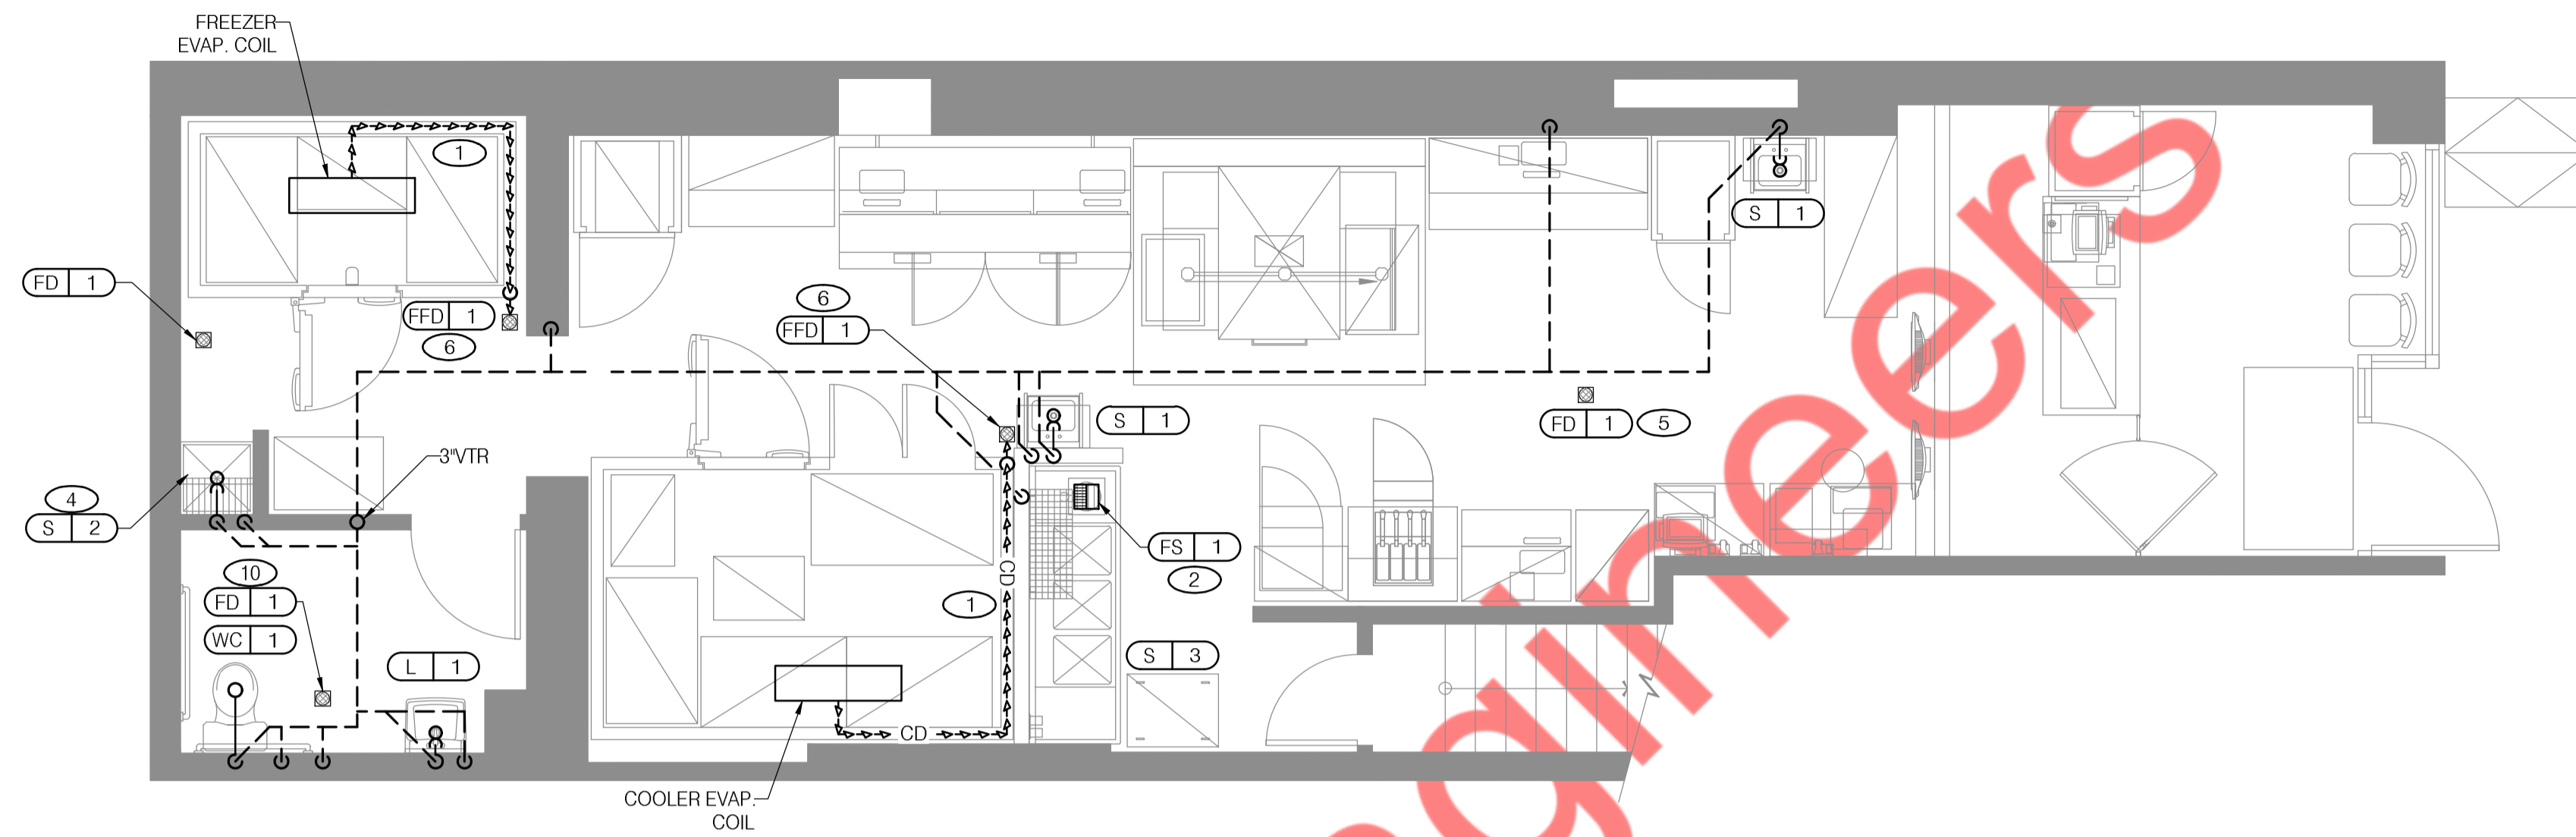 FREEZER
EVAP. COIL
1
FD 1
FFD 1
6
6
FFD 1
S 1
S 1
FD 1 5
3"VTR
4
S 2
FS 1
2
10
FD 1
WC 1
CD
1
L 1
S 3
CD
COOLER EVAP.
COIL
gineers